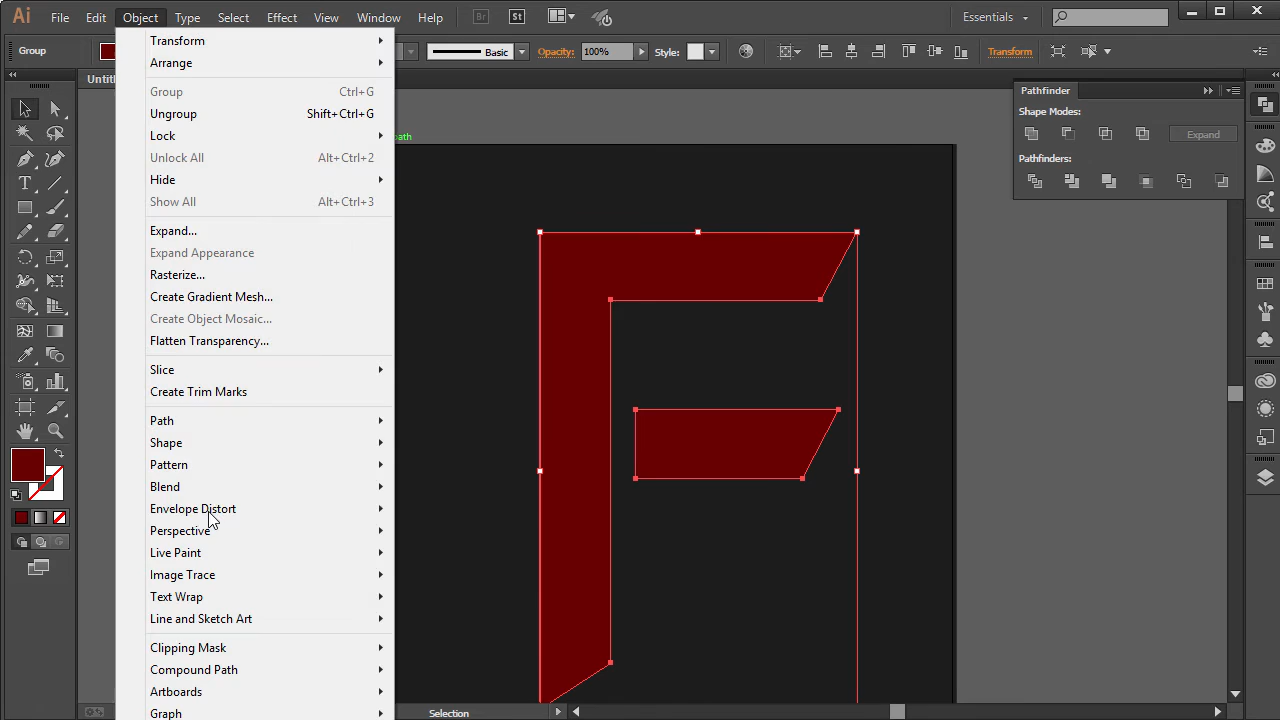 Ai File Edit Object Type Select Effect View Window Help Br St Essentials
Group Basic Opacity: 100% Style: Transform
path
Transform
Arrange
Group Ctrl+G
Ungroup Shift+Ctrl+G
Lock
Unlock All Alt+Ctrl+2
Hide
Show All Alt+Ctrl+3
Expand...
Expand Appearance
Rasterize...
Create Gradient Mesh...
Create Object Mosaic...
Flatten Transparency...
Slice
Create Trim Marks
Path
Shape
Pattern
Blend
Envelope Distort
Perspective
Live Paint
Image Trace
Text Wrap
Line and Sketch Art
Clipping Mask
Compound Path
Artboards
Graph
Pathfinder
Shape Modes:
Expand
Pathfinders:
Selection